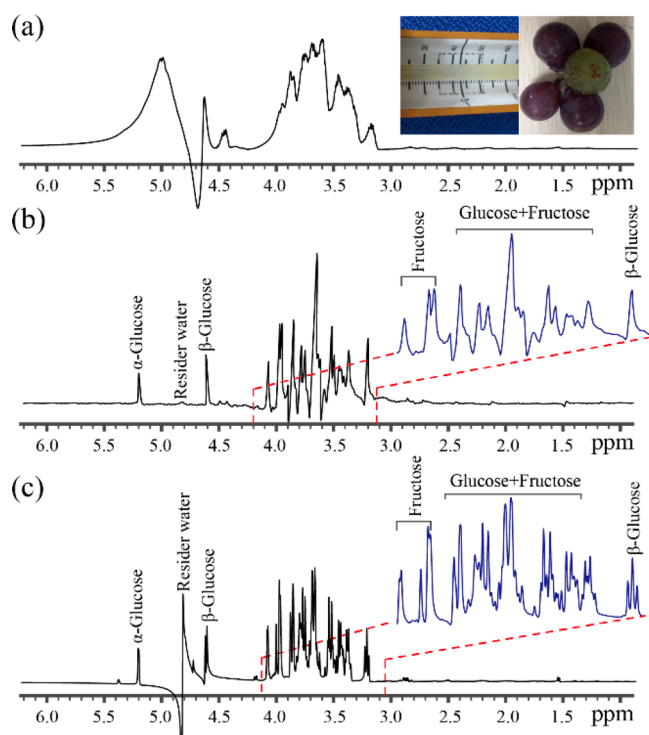 (a)
6.0 5.5 5.0 4.5 4.0 3.5 3.0 2.5 2.0 1.5 ppm
(b)
Fructose
Glucose+Fructose
β-Glucose
α-Glucose
Resider water
β-Glucose
6.0 5.5 5.0 4.5 4.0 3.5 3.0 2.5 2.0 1.5 ppm
(c)
Fructose
Glucose+Fructose
β-Glucose
α-Glucose
Resider water
β-Glucose
6.0 5.5 5.0 4.5 4.0 3.5 3.0 2.5 2.0 1.5 ppm